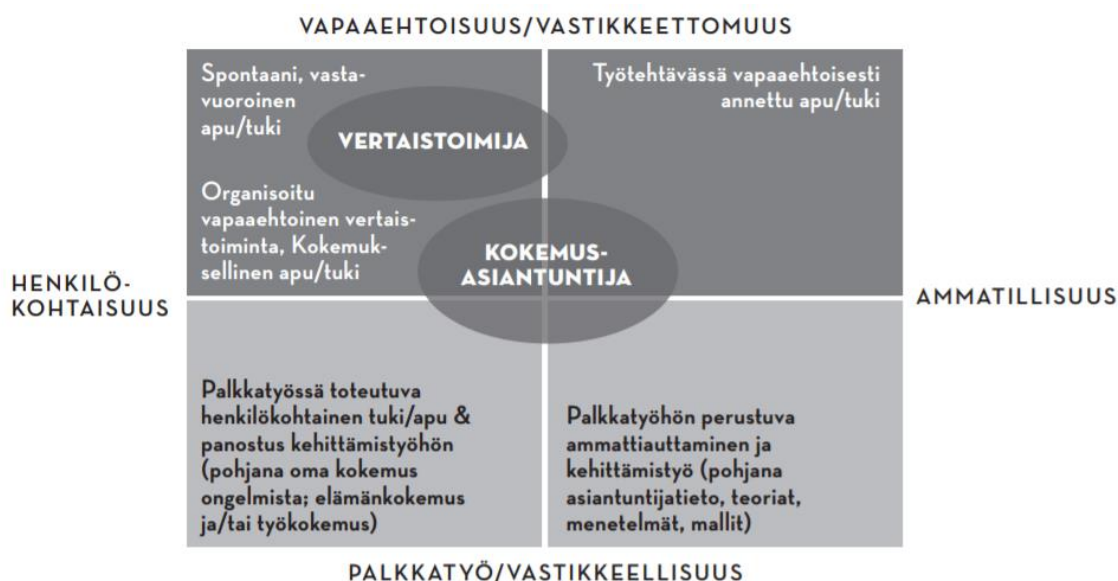 VAPAAEHTOISUUS/VASTIKKEETTOMUUS
Spontaani, vasta-
vuoroinen
apu/tuki
Työtehtävässä vapaaehtoisesti
annettu apu/tuki
VERTAISTOIMIJA
Organisoitu
vapaaehtoinen vertais-
toiminta, Kokemuk-
sellinen apu/tuki
KOKEMUS-
ASIANTUNTIJA
HENKILÖ-
KOHTAISUUS
AMMATILLISUUS
Palkkatyössä toteutuva
henkilökohtainen tuki/apu &
panostus kehittämistyöhön
(pohjana oma kokemus
ongelmista; elämänkokemus
ja/tai työkokemus)
Palkkatyöhön perustuva
ammattiauttaminen ja
kehittämistyö (pohjana
asiantuntijatieto, teoriat,
menetelmät, mallit)
PALKKATYÖ/VASTIKKEELLISUUS